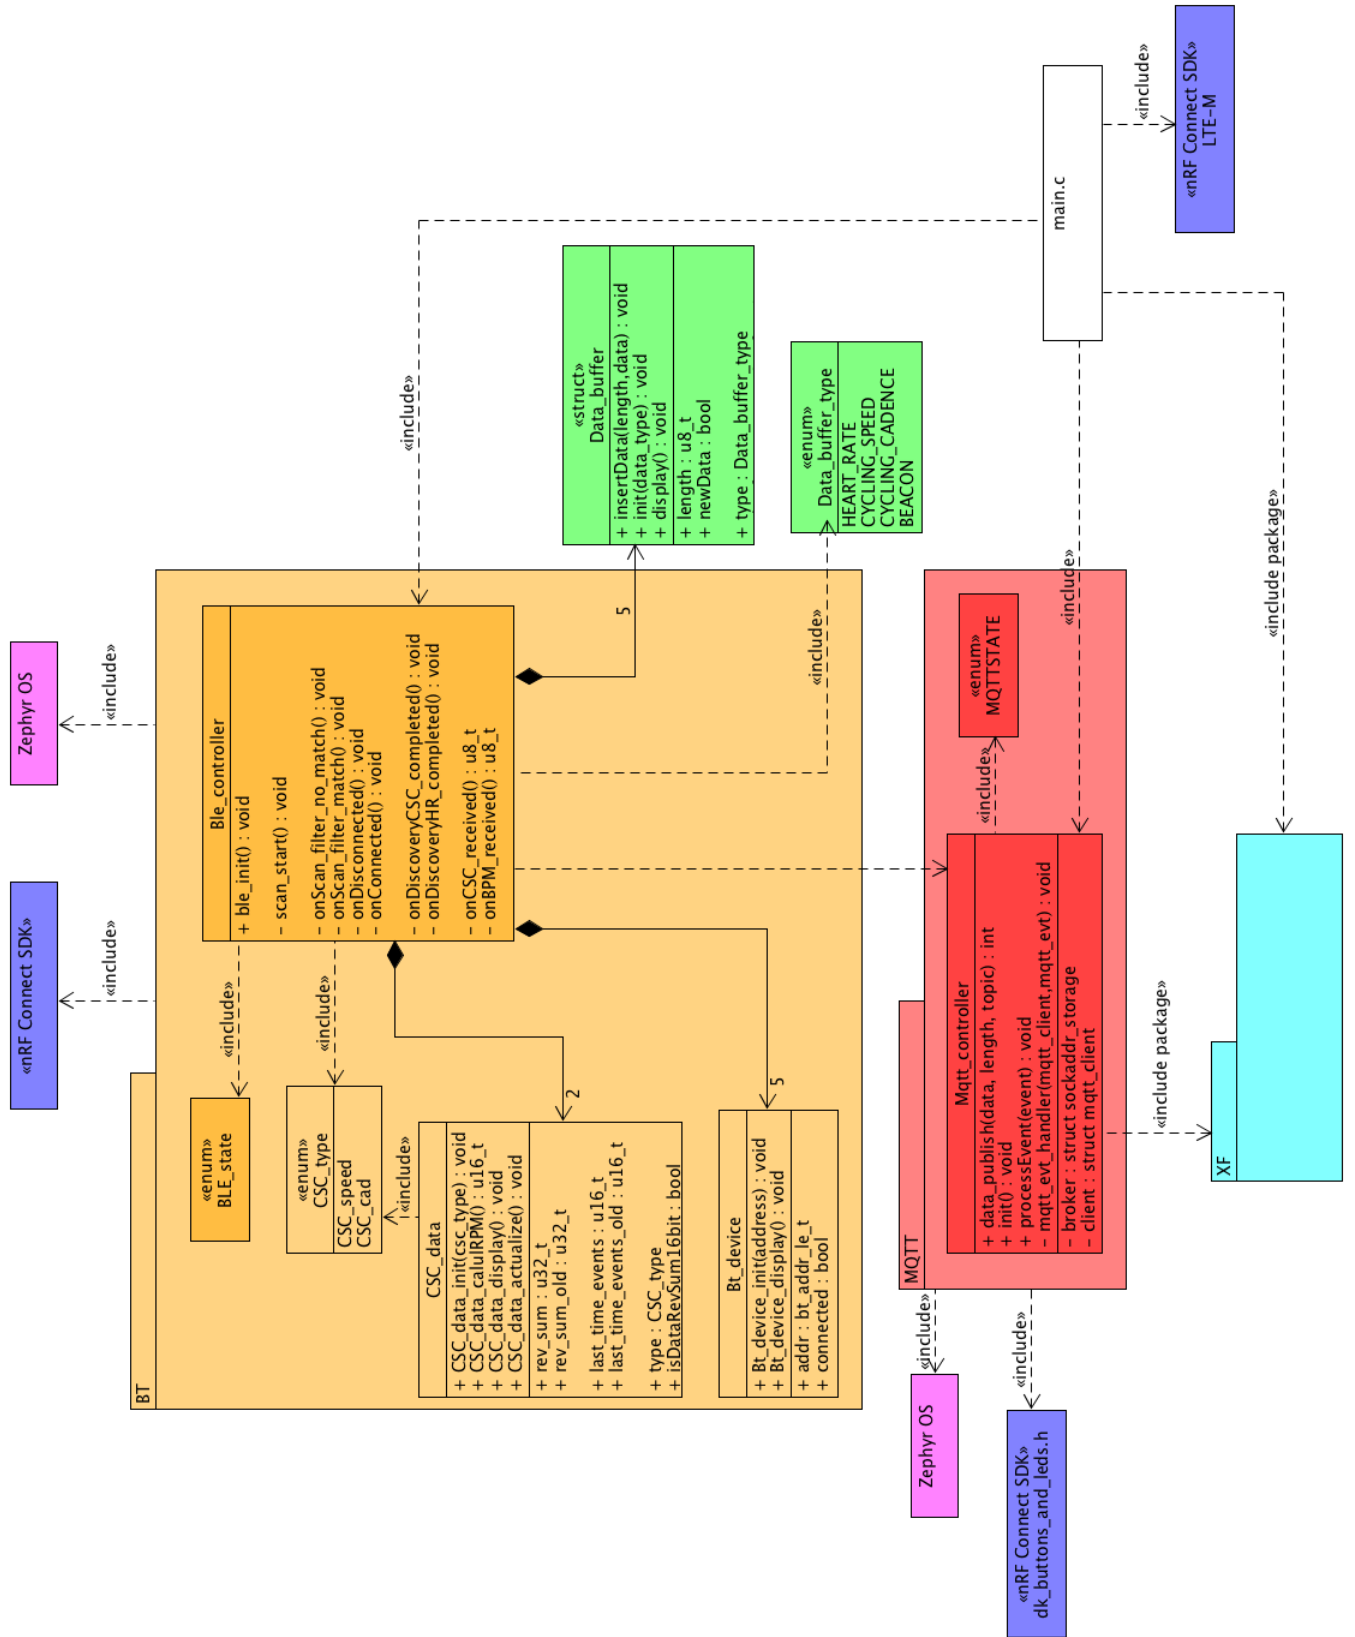 «nRF Connect SDK»
«include»
Zephyr OS
«include»
BT
«enum»
BLE_state
«include»
«enum»
CSC_type
CSC_speed
CSC_cad
«include»
«include»
CSC_data
+ CSC_data_init(csc_type) : void
+ CSC_data_calulRPM() : u16_t
+ CSC_data_display() : void
+ CSC_data_actualize() : void
+ rev_sum : u32_t
+ rev_sum_old : u32_t
+ last_time_events : u16_t
+ last_time_events_old : u16_t
+ type : CSC_type
+ isDataRevSum16bit : bool
2
Bt_device
+ Bt_device_init(address) : void
+ Bt_device_display() : void
+ addr : bt_addr_le_t
+ connected : bool
5
Ble_controller
+ ble_init() : void
− scan_start() : void
− onScan_filter_no_match() : void
− onScan_filter_match() : void
− onDisconnected() : void
− onConnected() : void
− onDiscoveryCSC_completed() : void
− onDiscoveryHR_completed() : void
− onCSC_received() : u8_t
− onBPM_received() : u8_t
«include»
5
«struct»
Data_buffer
+ insertData(length,data) : void
+ init(data_type) : void
+ display() : void
+ length : u8_t
+ newData : bool
+ type : Data_buffer_type
«include»
«enum»
Data_buffer_type
HEART_RATE
CYCLING_SPEED
CYCLING_CADENCE
BEACON
main.c
«include»
«nRF Connect SDK»
LTE-M
«include»
«include package»
MQTT
«enum»
MQTTSTATE
«include»
Mqtt_controller
+ data_publish(data, length, topic) : int
+ init() : void
+ processEvent(event) : void
− mqtt_evt_handler(mqtt_client,mqtt_evt) : void
− broker : struct sockaddr_storage
− client : struct mqtt_client
«include»
Zephyr OS
«include»
«nRF Connect SDK»
dk_buttons_and_leds.h
«include package»
XF